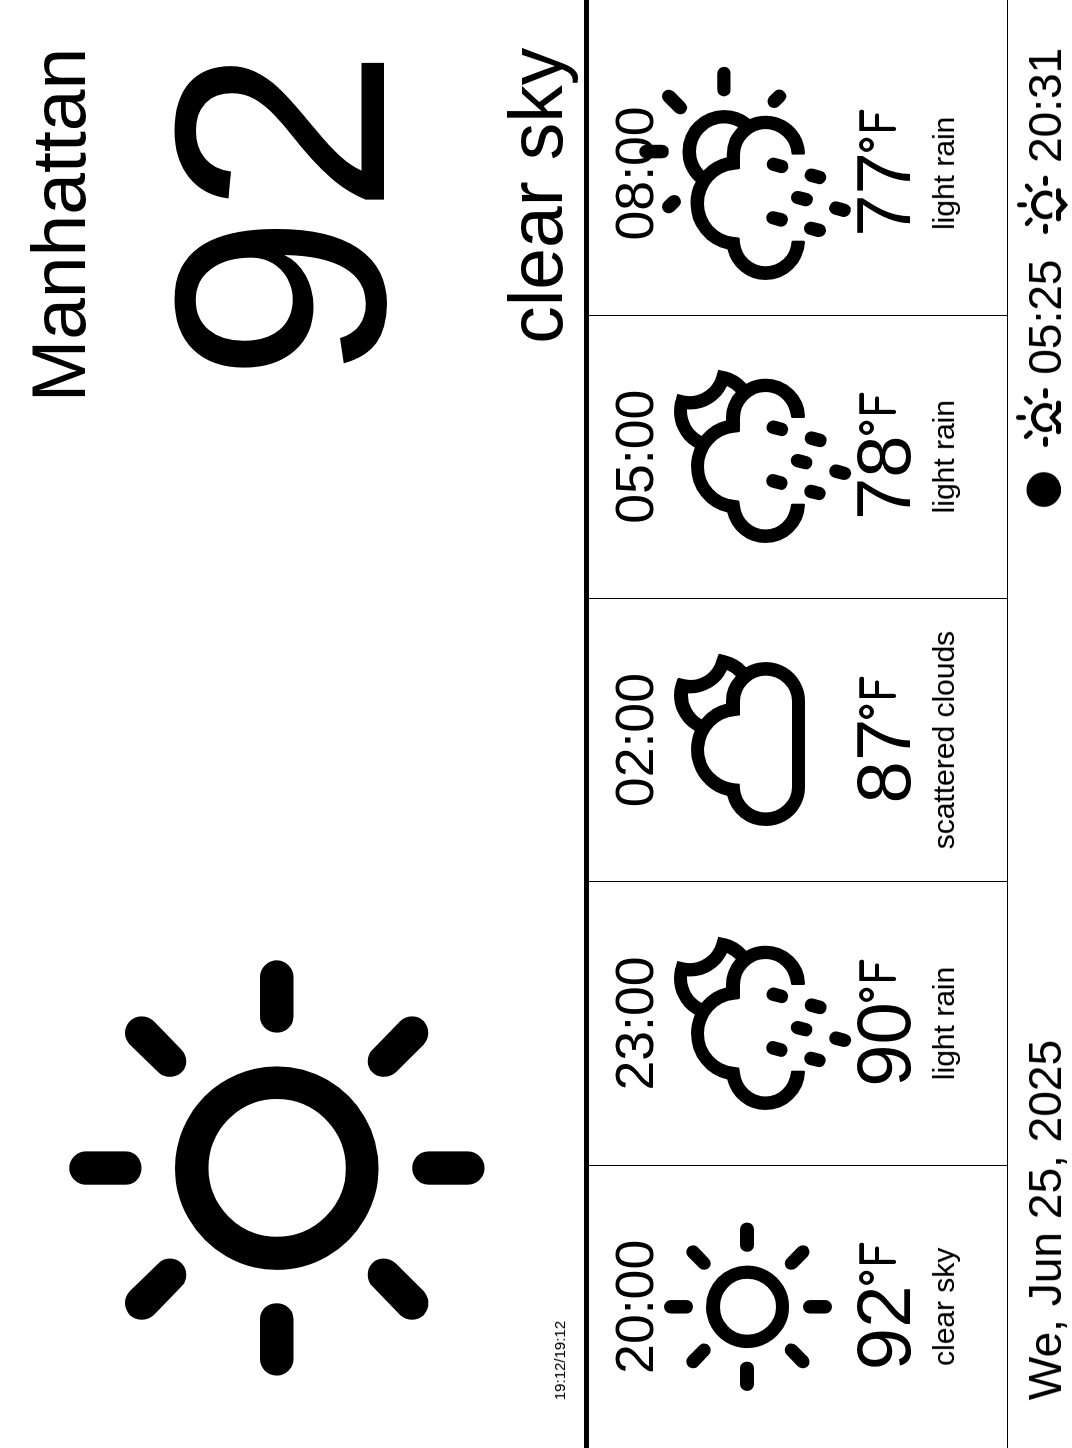 Manhattan
92
clear sky
19:12/19:12
20:00 23:00 02:00 05:00 08:00
92°F 90°F 87°F 78°F 77°F
clear sky light rain scattered clouds light rain light rain
We, Jun 25, 2025 05:25 20:31